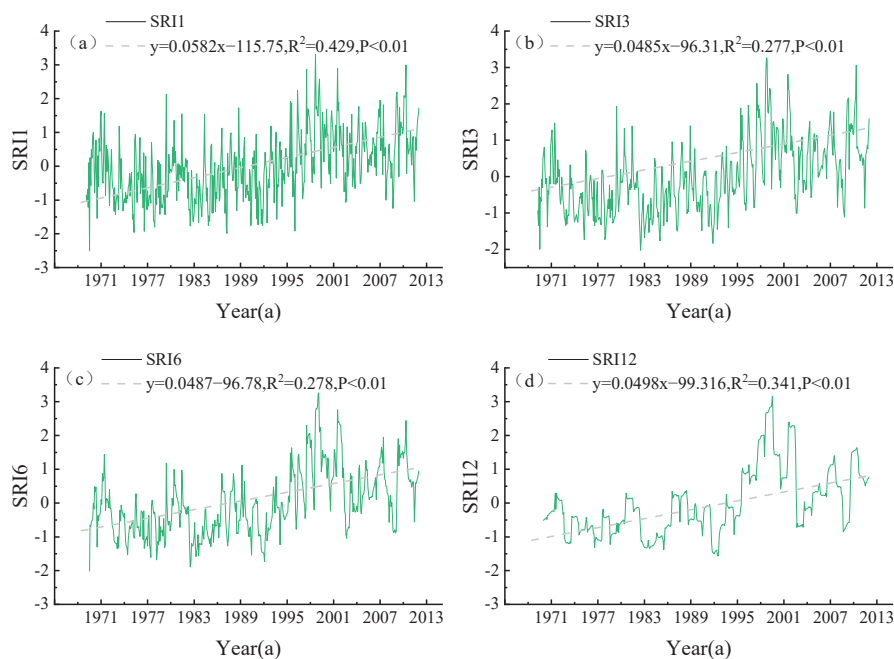 SRI1
(a)
y=0.0582x−115.75,R²=0.429,P<0.01
4
3
2
1
0
-1
-2
-3
SRI1
1971 1977 1983 1989 1995 2001 2007 2013
Year(a)
SRI3
(b)
y=0.0485x−96.31,R²=0.277,P<0.01
4
3
2
1
0
-1
-2
SRI3
1971 1977 1983 1989 1995 2001 2007 2013
Year(a)
SRI6
(c)
y=0.0487−96.78,R²=0.278,P<0.01
4
3
2
1
0
-1
-2
-3
SRI6
1971 1977 1983 1989 1995 2001 2007 2013
Year(a)
SRI12
(d)
y=0.0498x−99.316,R²=0.341,P<0.01
4
3
2
1
0
-1
-2
-3
SRI12
1971 1977 1983 1989 1995 2001 2007 2013
Year(a)